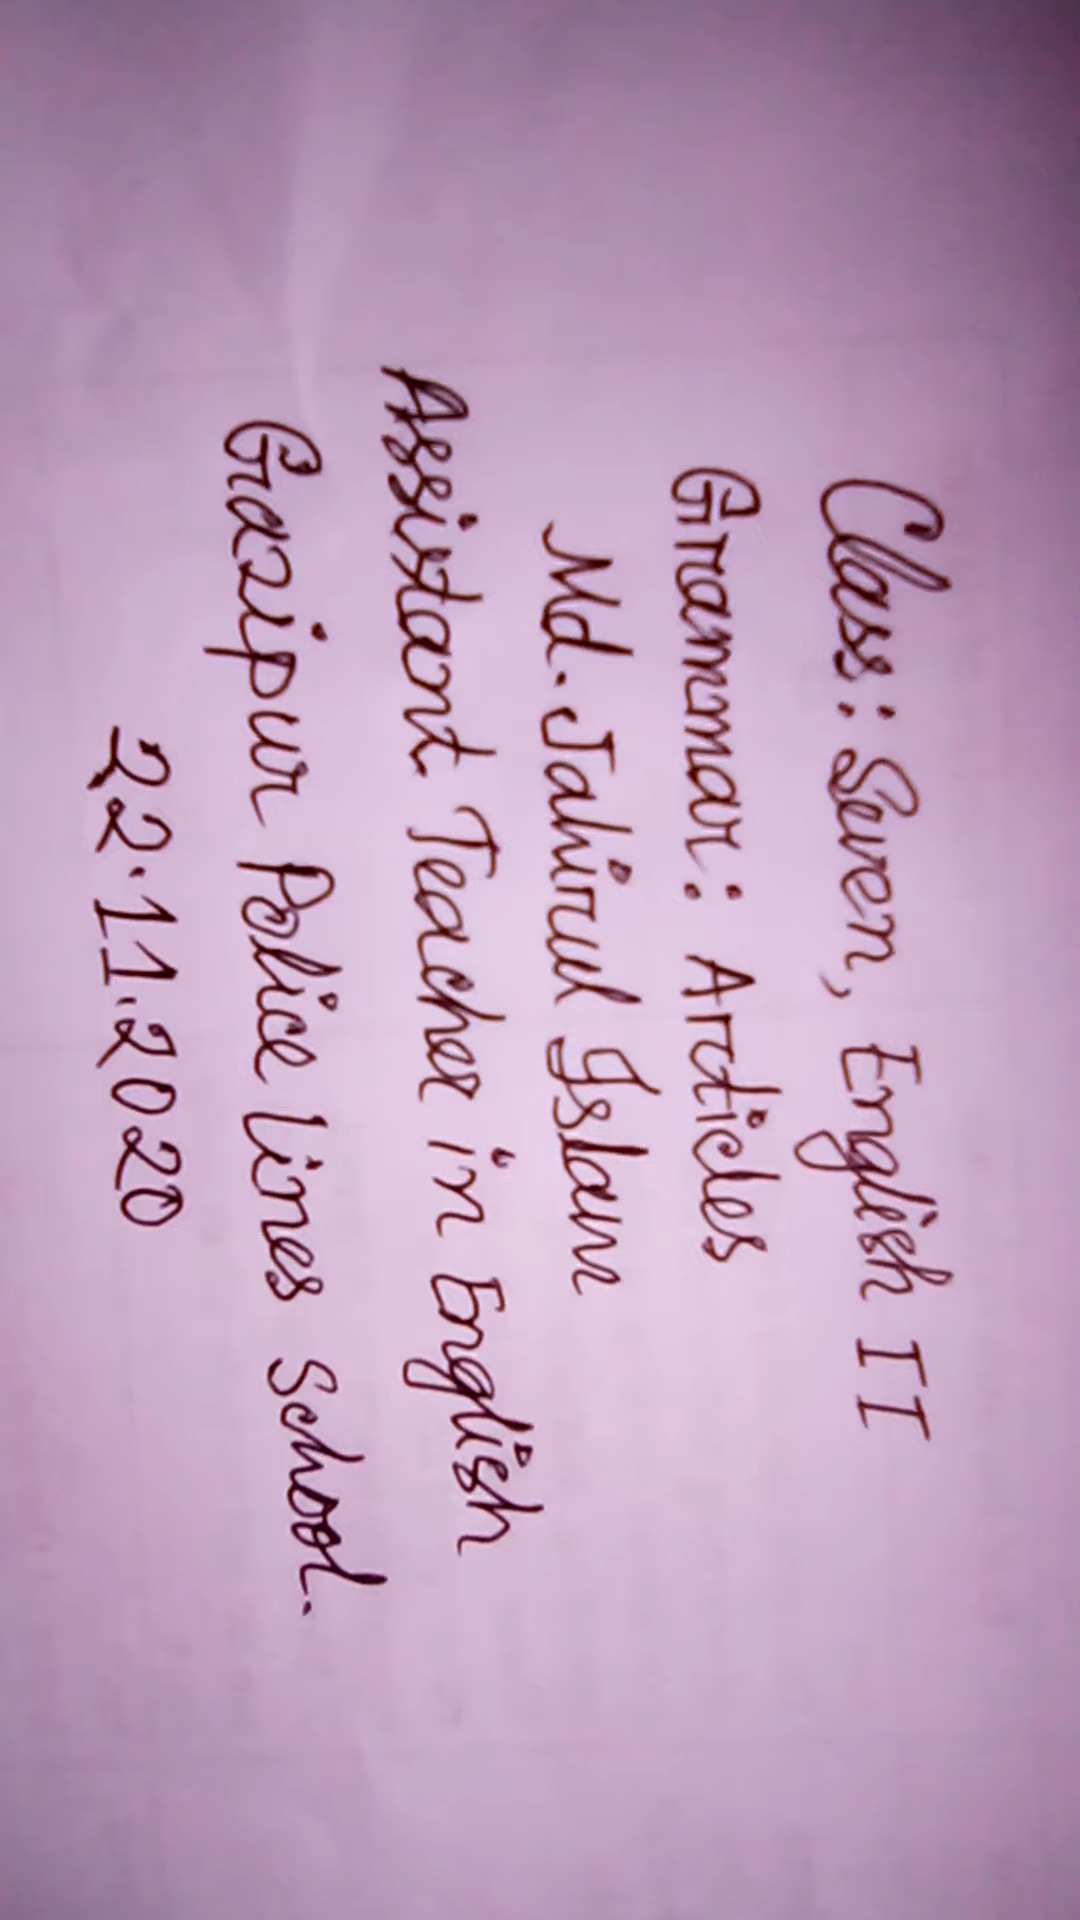 Class: Seven, English II
Grammar: Articles
Md. Jahirul Islam
Assistant Teacher in English
Gazipur Police Lines School.
22.11.2020